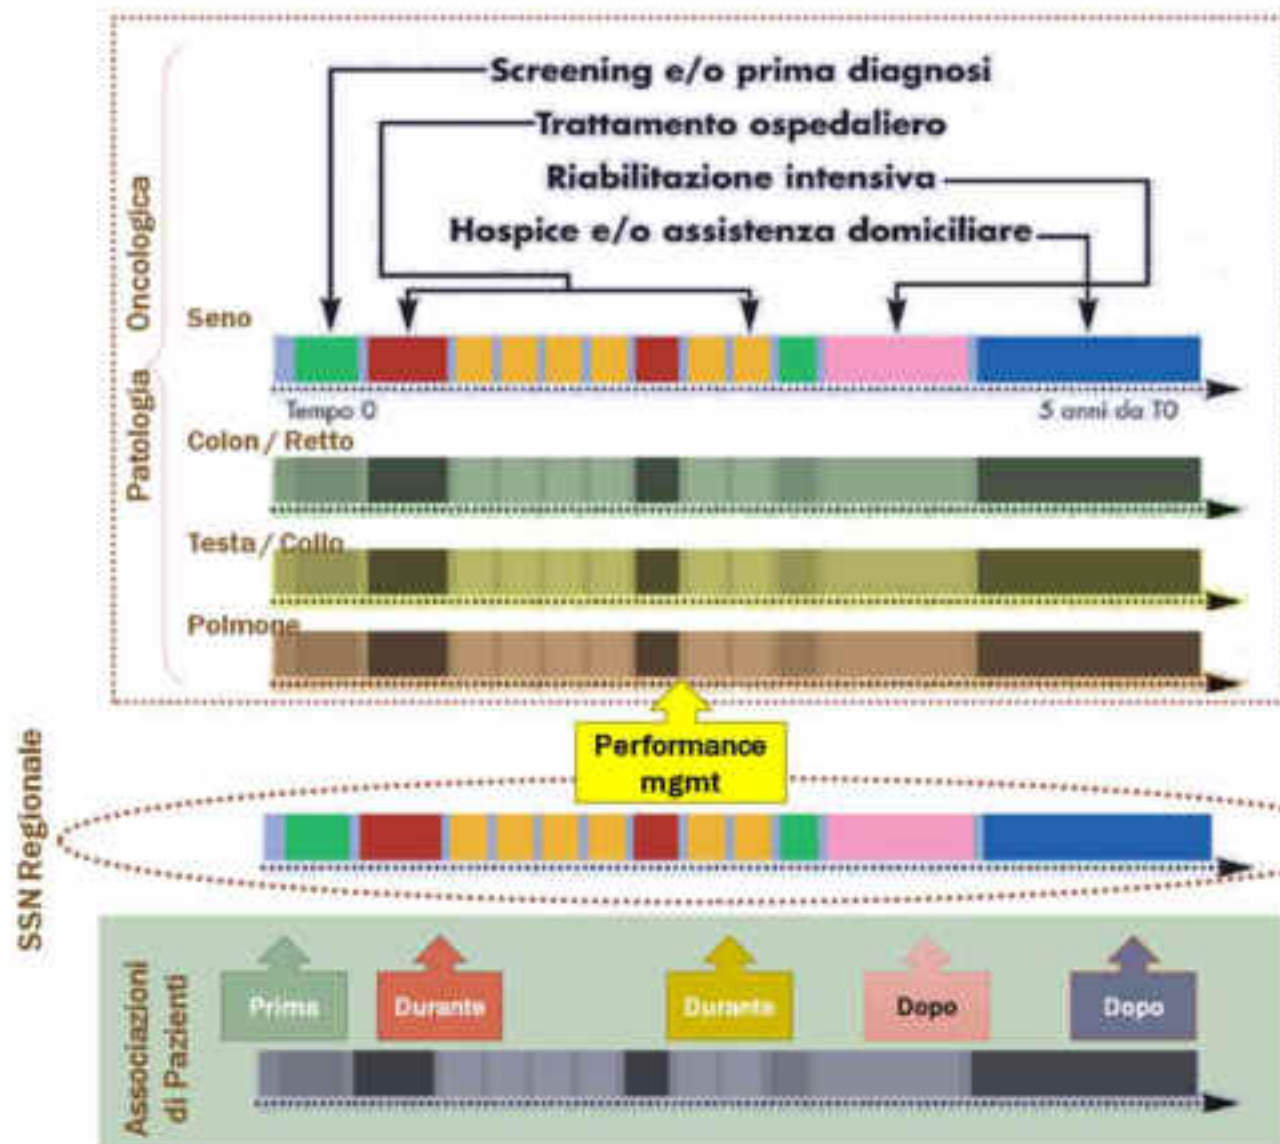 Screening e/o prima diagnosi
Trattamento ospedaliero
Riabilitazione intensiva
Hospice e/o assistenza domiciliare
Patologia Oncologica
Seno
Tempo 0
5 anni da T0
Colon / Retto
Testa / Collo
Polmone
Performance
mgmt
SSN Regionale
Associazioni
di Pazienti
Prima
Durante
Durante
Dopo
Dopo